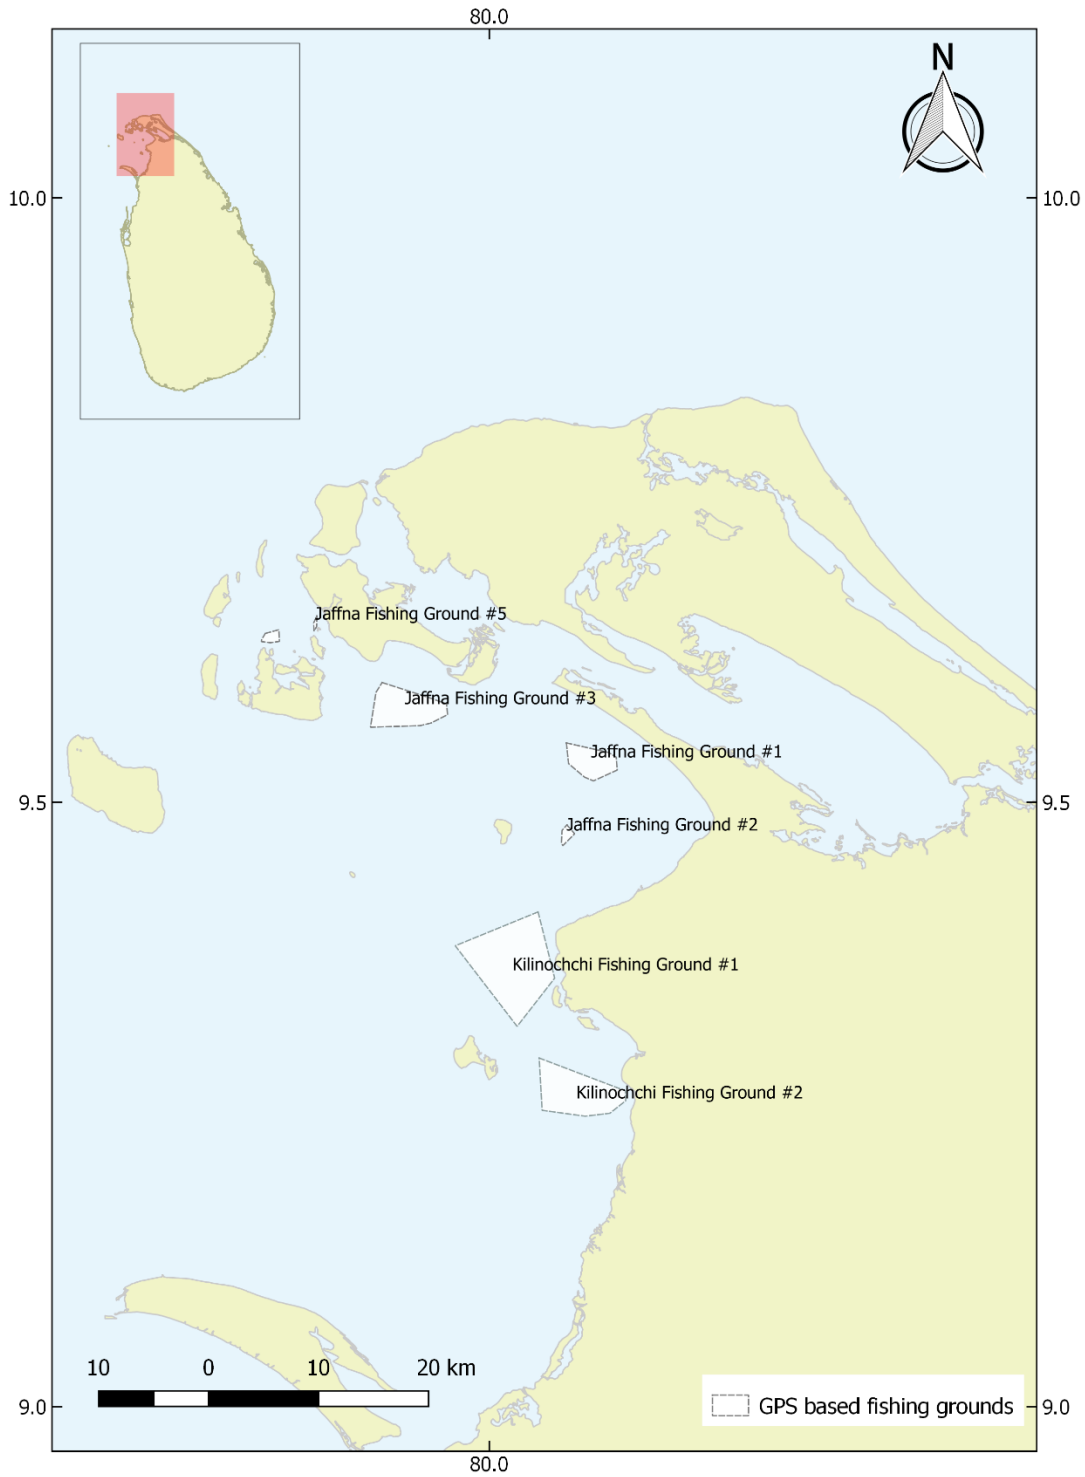 80.0
N
10.0
10.0
Jaffna Fishing Ground #5
Jaffna Fishing Ground #3
Jaffna Fishing Ground #1
9.5
9.5
Jaffna Fishing Ground #2
Kilinochchi Fishing Ground #1
Kilinochchi Fishing Ground #2
10 0 10 20 km
GPS based fishing grounds
9.0
9.0
80.0